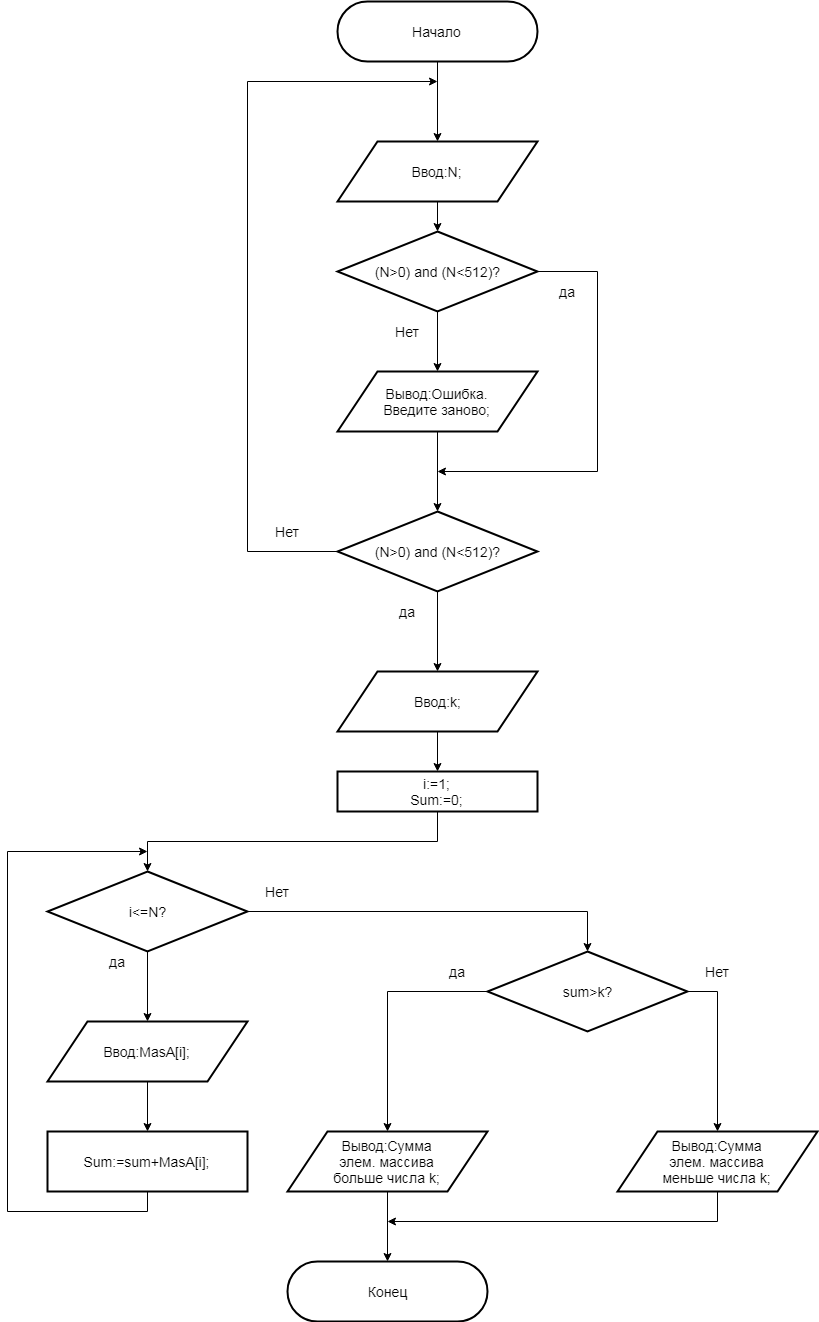 Начало
Ввод:N;
(N>0) and (N<512)?
да
Нет
Вывод:Ошибка.
Введите заново;
Нет
(N>0) and (N<512)?
да
Ввод:k;
i:=1;
Sum:=0;
Нет
i<=N?
да
да
Нет
sum>k?
Ввод:MasA[i];
Sum:=sum+MasA[i];
Вывод:Сумма
элем. массива
больше числа k;
Вывод:Сумма
элем. массива
меньше числа k;
Конец